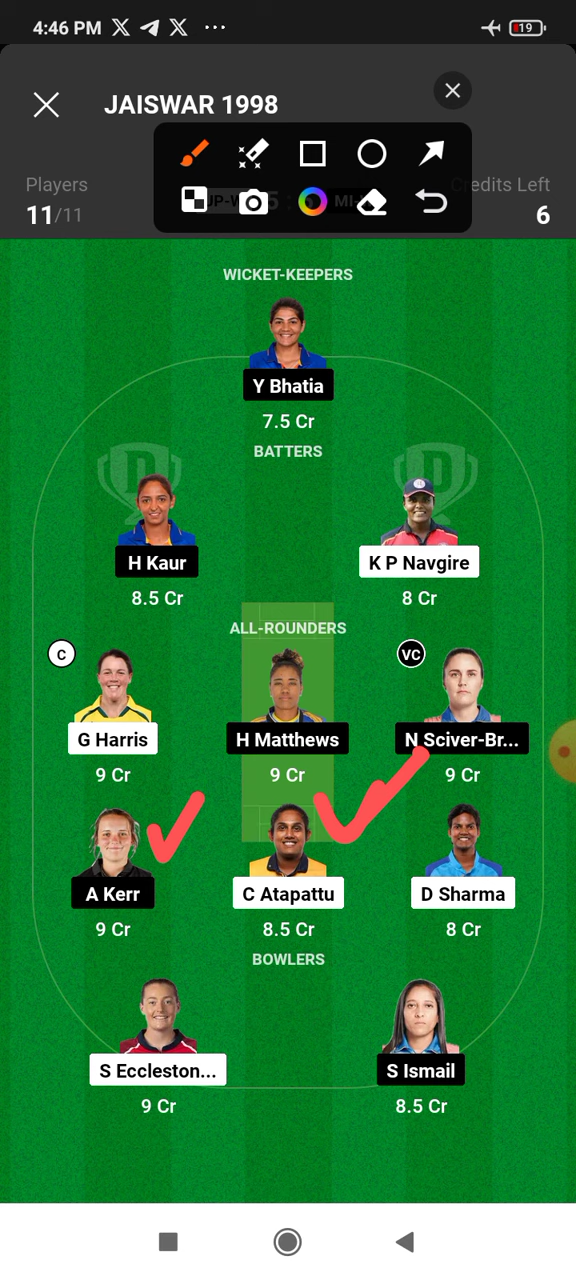 4:46 PM X X ...
19
JAISWAR 1998
Players
Credits Left
11/11
UP-W 5 : MI-
6
WICKET-KEEPERS
Y Bhatia
7.5 Cr
BATTERS
H Kaur
K P Navgire
8.5 Cr
8 Cr
ALL-ROUNDERS
C
VC
G Harris
H Matthews
N Sciver-Br...
9 Cr
9 Cr
9 Cr
A Kerr
C Atapattu
D Sharma
9 Cr
8.5 Cr
8 Cr
BOWLERS
S Eccleston...
S Ismail
9 Cr
8.5 Cr